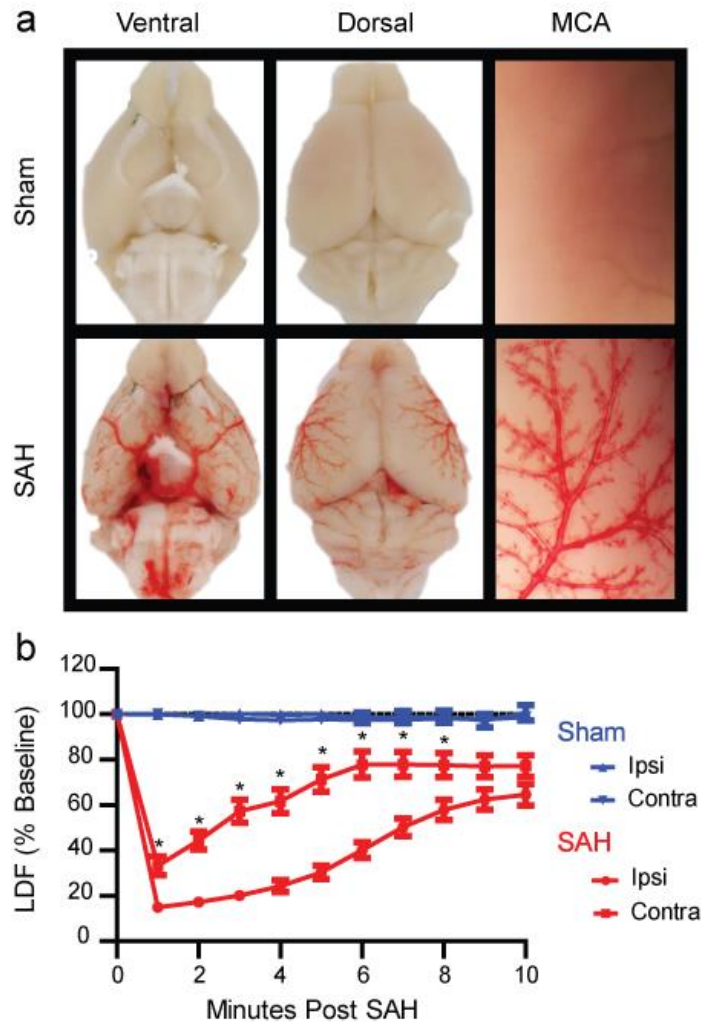 a
Ventral Dorsal MCA
Sham
SAH
b
120
100
80
60
40
20
0
LDF (% Baseline)
* * * * * * * *
0 2 4 6 8 10
Minutes Post SAH
Sham
Ipsi
Contra
SAH
Ipsi
Contra